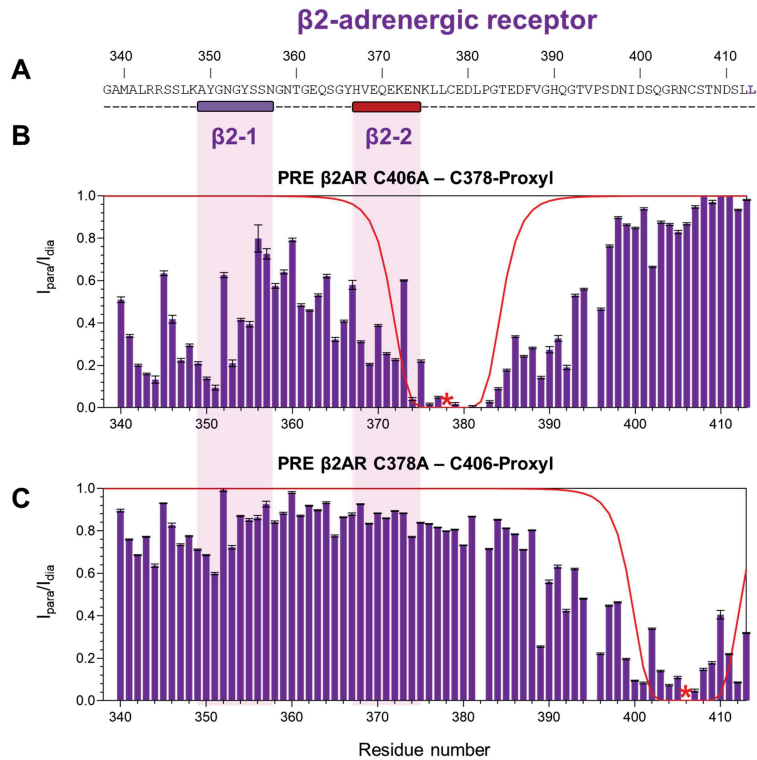 β2-adrenergic receptor
340 350 360 370 380 390 400 410
A
GAMALRRSSLKAYGNGYSSNGNTGEQSGYHVEQEKENKLLCEDLPGTEDFVGHQGTVPSDNIDSQGRNCSTNDSLL
β2-1 β2-2
B
PRE β2AR C406A – C378-Proxyl
1.0
0.8
0.6
0.4
0.2
0.0
Ipara/Idia
*
340 350 360 370 380 390 400 410
PRE β2AR C378A – C406-Proxyl
C
1.0
0.8
0.6
0.4
0.2
0.0
Ipara/Idia
*
340 350 360 370 380 390 400 410
Residue number